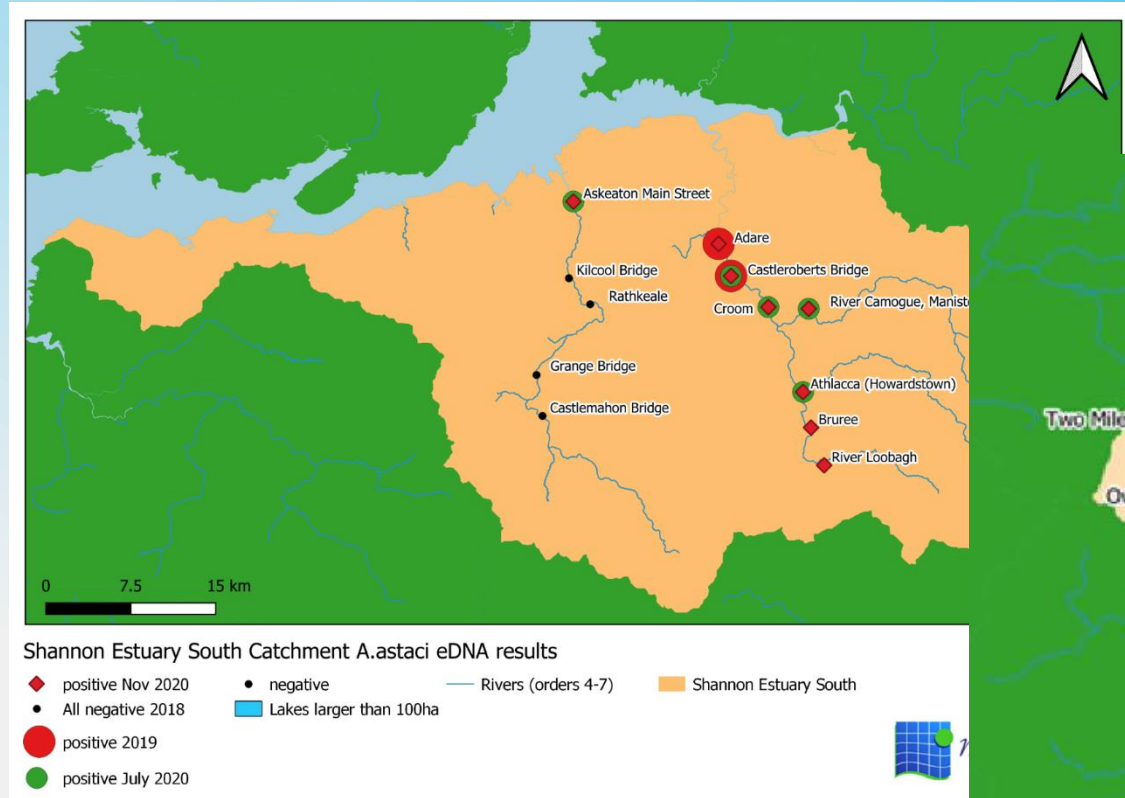 Askeaton Main Street
Adare
Kilcool Bridge
Castleroberts Bridge
Rathkeale
Croom
River Camogue,
Grange Bridge
Athlacca (Howardstown)
Castlemahon Bridge
Bruree
Two Mile
River Loobagh
0 7.5 15 km
Shannon Estuary South Catchment A.astaci eDNA results
positive Nov 2020
negative
Rivers (orders 4-7)
Shannon Estuary South
All negative 2018
Lakes larger than 100ha
positive 2019
positive July 2020